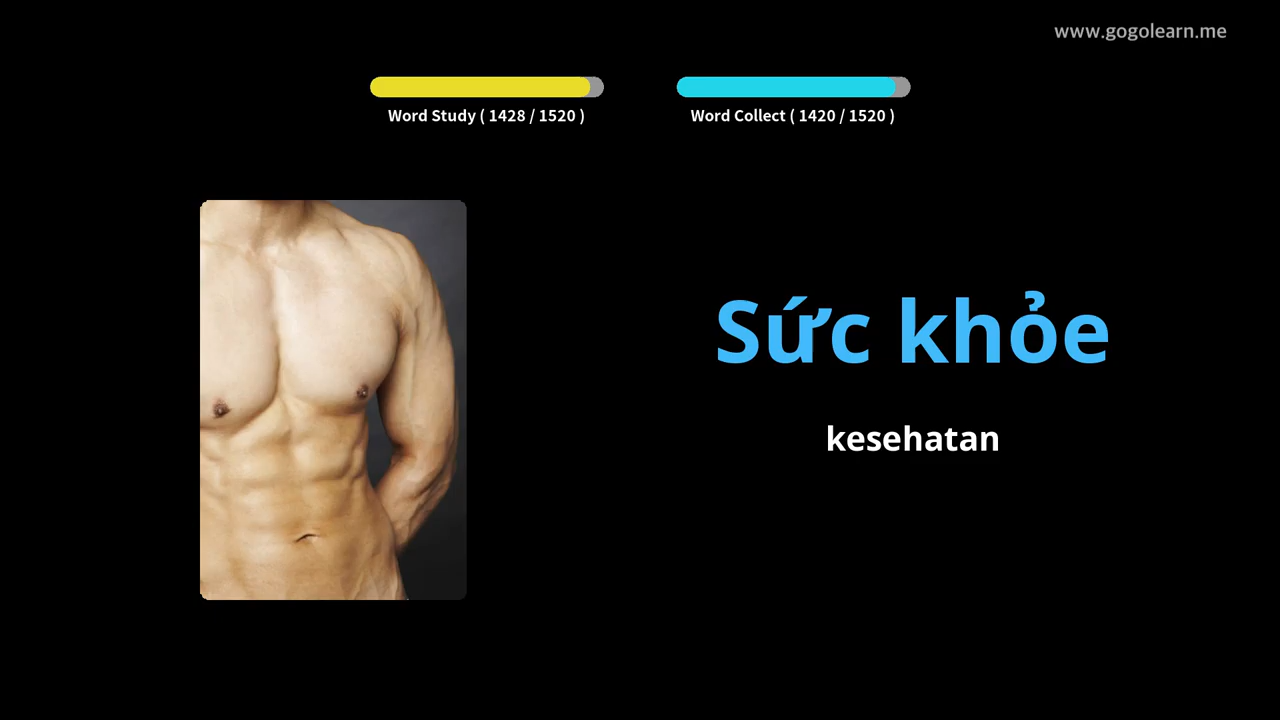 www.gogolearn.me
Word Study ( 1428 / 1520 )
Word Collect ( 1420 / 1520 )
Sức khỏe
kesehatan